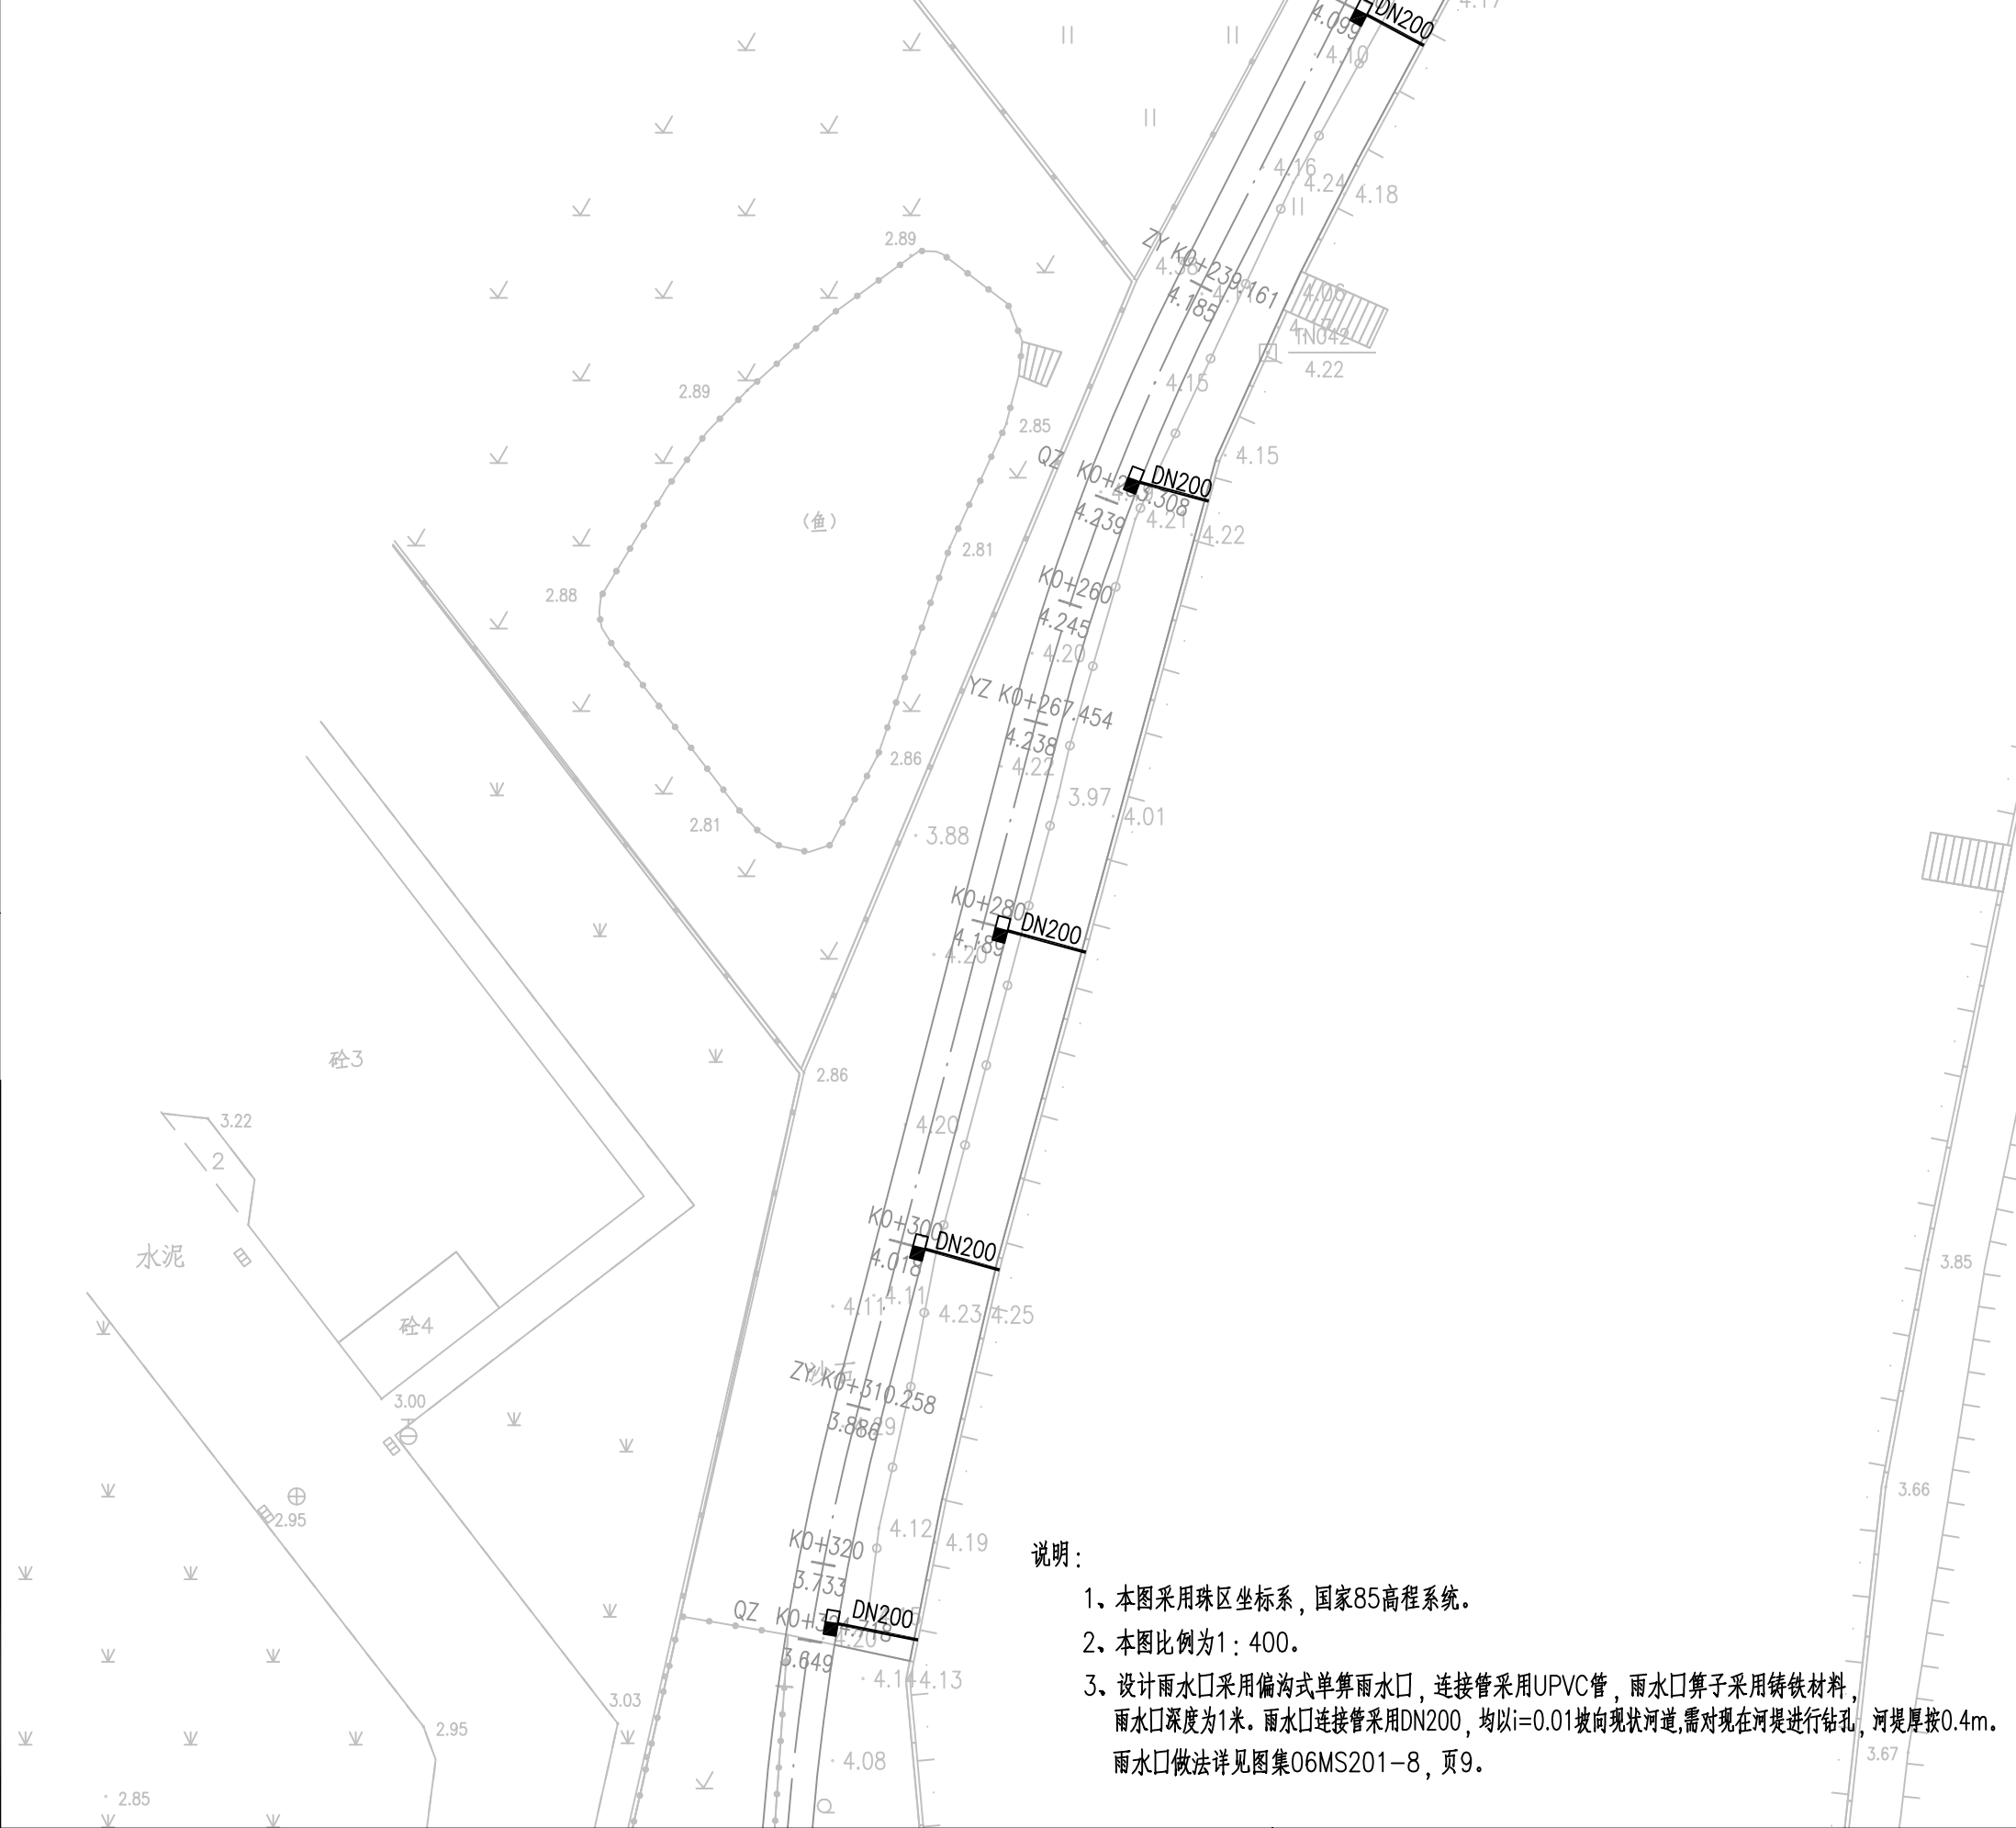 4.17
DN200
4.099
4.10
4.16
4.24
4.18
ZY K0+239.161
4.185
4.06
TN042
4.22
2.89
4.15
2.89
2.85
4.15
QZ
DN200
4.239
4.21
4.22
(鱼)
2.81
2.88
K0+260
4.245
4.20
YZ K0+267.454
4.238
4.22
2.86
3.97
4.01
2.81
3.88
K0+280
DN200
4.189
4.20
砼3
2.86
3.22
4.20
2
K0+300
DN200
水泥
4.018
3.85
4.11
4.11
4.23
4.25
砼4
ZY K0+310.258
3.00
3.886
3.66
2.95
4.12
4.19
K0+320
3.733
QZ K0+324.718
DN200
4.20
3.649
4.14
4.13
3.03
2.95
3.67
4.08
2.85
说明：
1、本图采用珠区坐标系，国家85高程系统。
2、本图比例为1：400。
3、设计雨水口采用偏沟式单箅雨水口，连接管采用UPVC管，雨水口箅子采用铸铁材料，
雨水口深度为1米。雨水口连接管采用DN200，均以i=0.01坡向现状河道,需对现在河堤进行钻孔，河堤厚按0.4m。
雨水口做法详见图集06MS201-8，页9。